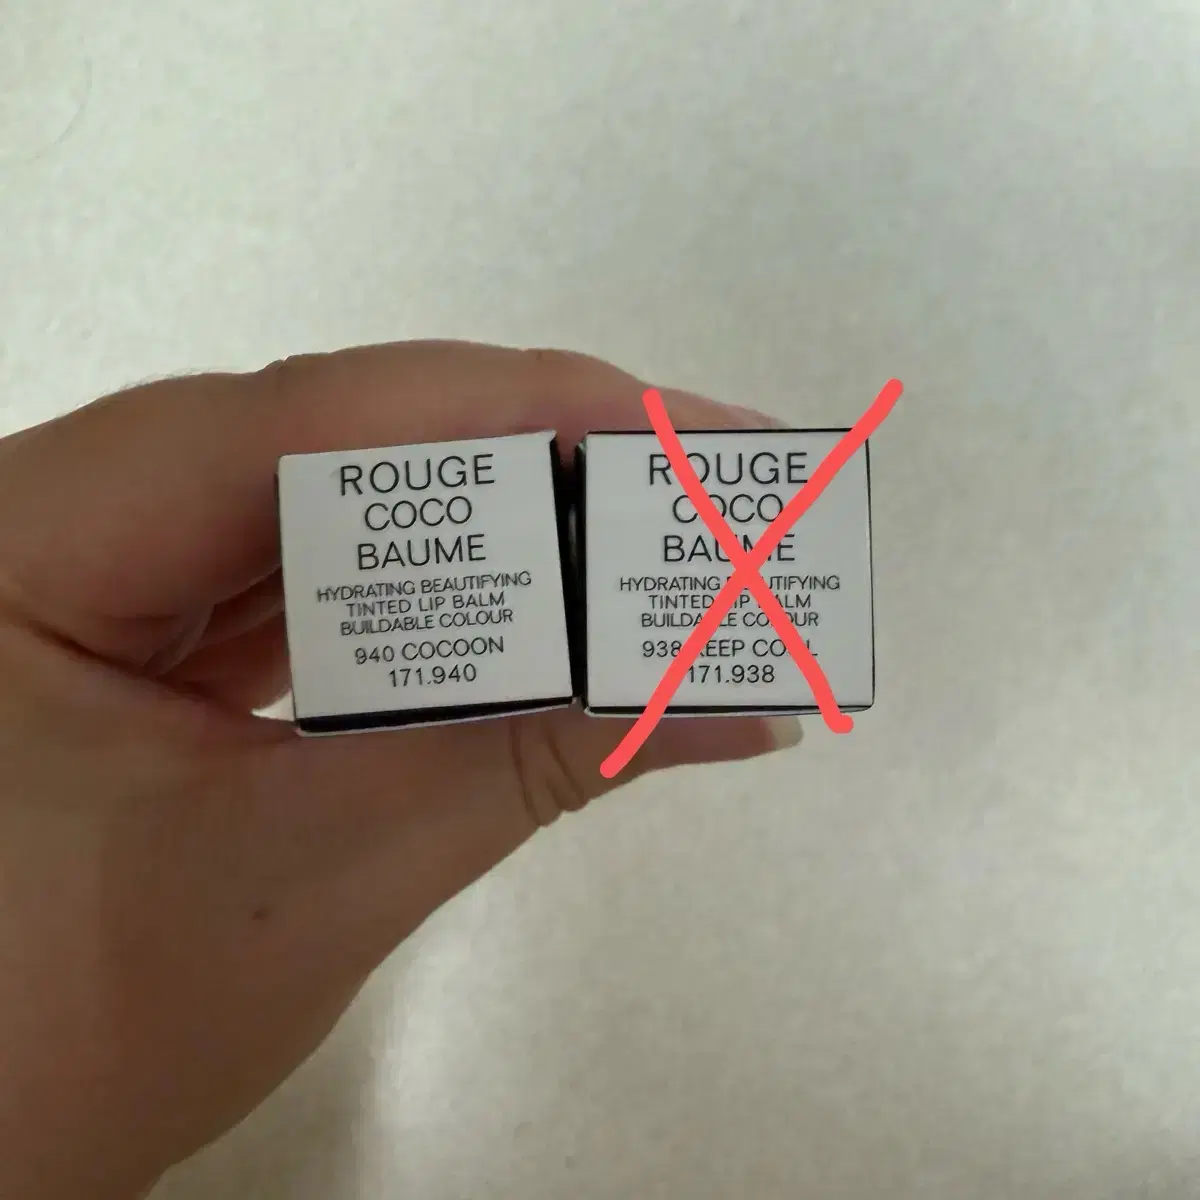 ROUGE
COCO
BAUME
HYDRATING BEAUTIFYING
TINTED LIP BALM
BUILDABLE COLOUR
940 COCOON
171.940
ROUGE
COCO
BAUME
HYDRATING BEAUTIFYING
TINTED LIP BALM
BUILDABLE COLOUR
938 KEEP COOL
171.938